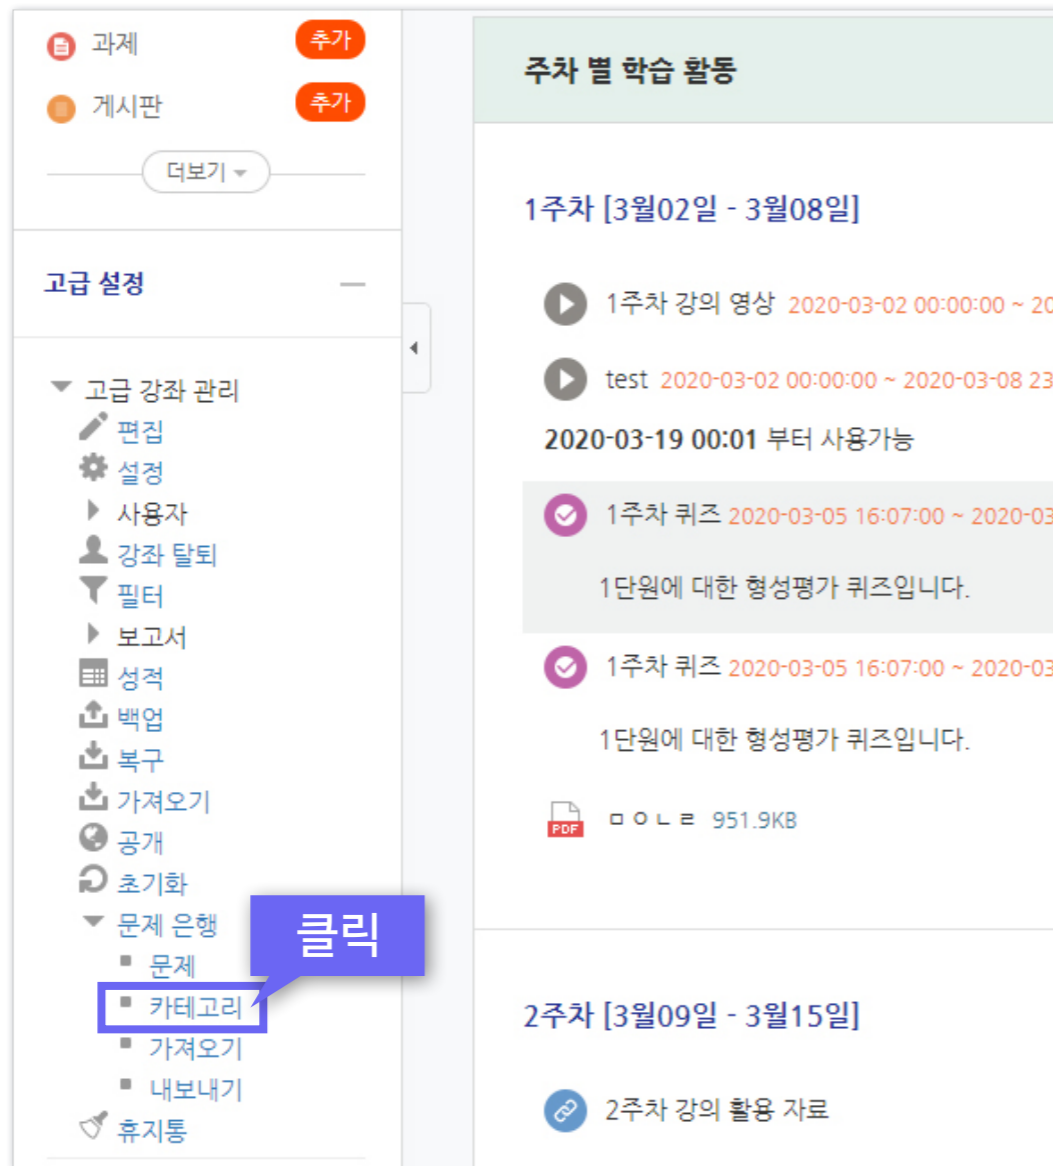 과제
추가
게시판
추가
더보기
고급 설정
고급 강좌 관리
편집
설정
사용자
강좌 탈퇴
필터
보고서
성적
백업
복구
가져오기
공개
초기화
문제 은행
클릭
문제
카테고리
가져오기
내보내기
휴지통
주차 별 학습 활동
1주차 [3월02일 - 3월08일]
1주차 강의 영상 2020-03-02 00:00:00 ~ 20
test 2020-03-02 00:00:00 ~ 2020-03-08 23
2020-03-19 00:01 부터 사용가능
1주차 퀴즈 2020-03-05 16:07:00 ~ 2020-03
1단원에 대한 형성평가 퀴즈입니다.
1주차 퀴즈 2020-03-05 16:07:00 ~ 2020-03
1단원에 대한 형성평가 퀴즈입니다.
PDF ㅁㅇㄴㄹ 951.9KB
2주차 [3월09일 - 3월15일]
2주차 강의 활용 자료